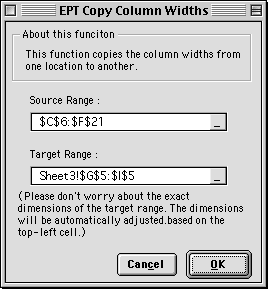 EPT Copy Column Widths
About this funciton
This function copies the column widths from
one location to another.
Source Range :
$C$6:$F$21
Target Range :
Sheet3!$G$5:$I$5
(Please don't worry about the exact
dimensions of the target range. The dimensions
will be automatically adjusted.based on the
top-left cell.)
Cancel
OK